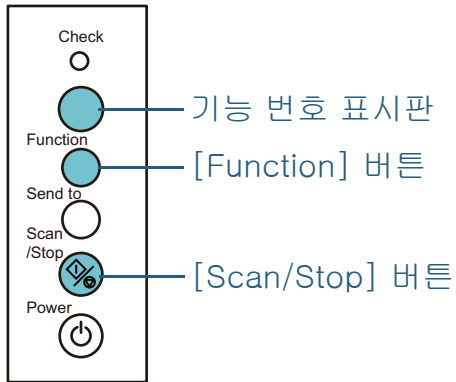 Check
기능 번호 표시판
Function
[Function] 버튼
Send to
Scan
/Stop
[Scan/Stop] 버튼
Power